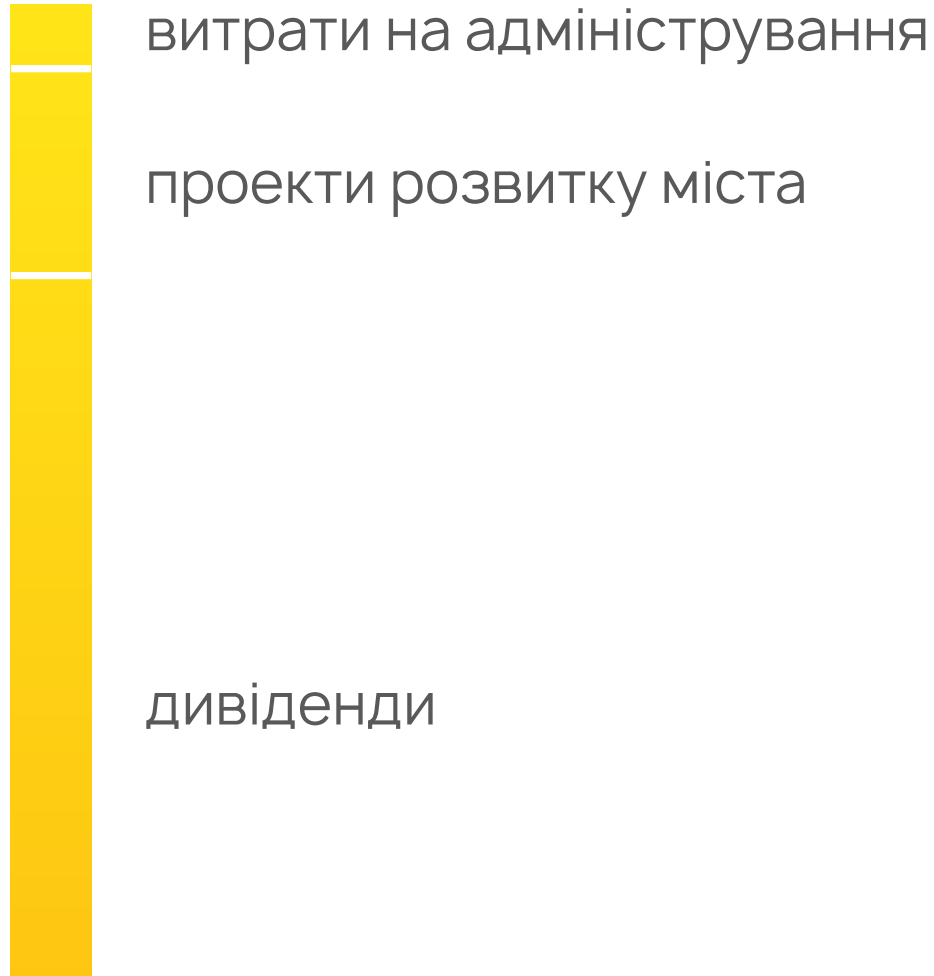 витрати на адміністрування
проекти розвитку міста
дивіденди